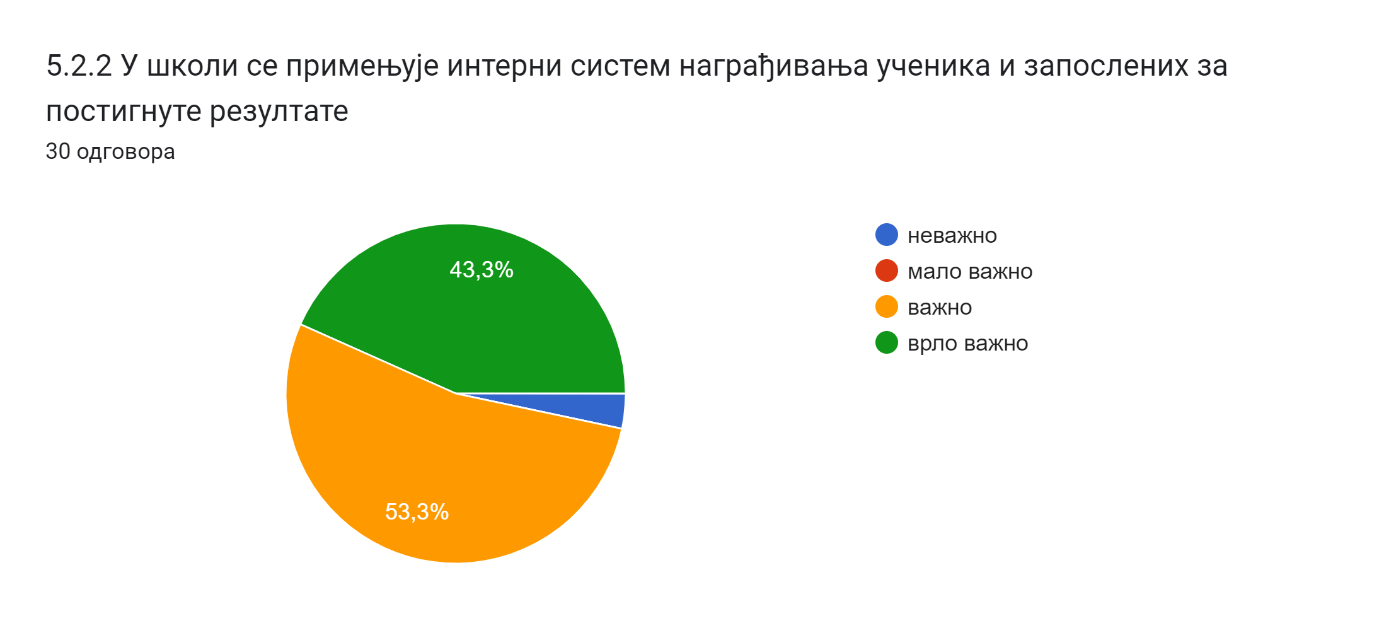 5.2.2 У школи се примењује интерни систем награђивања ученика и запослених за
постигнуте резултате
30 одговора
43,3%
53,3%
неважно
мало важно
важно
врло важно